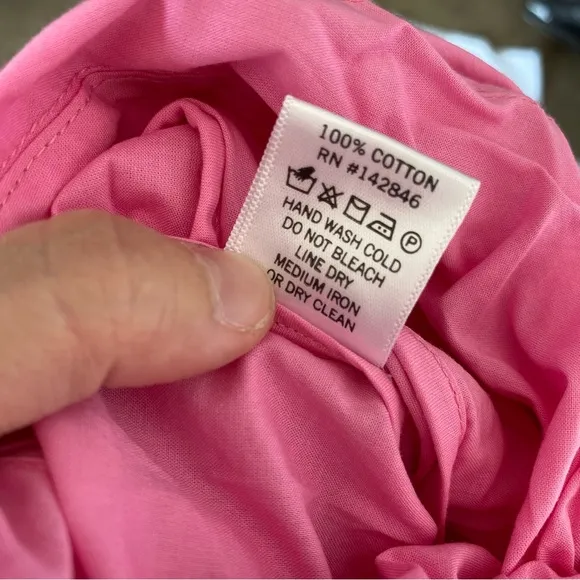 100% COTTON
RN #142846
P
HAND WASH COLD
DO NOT BLEACH
LINE DRY
MEDIUM IRON
OR DRY CLEAN